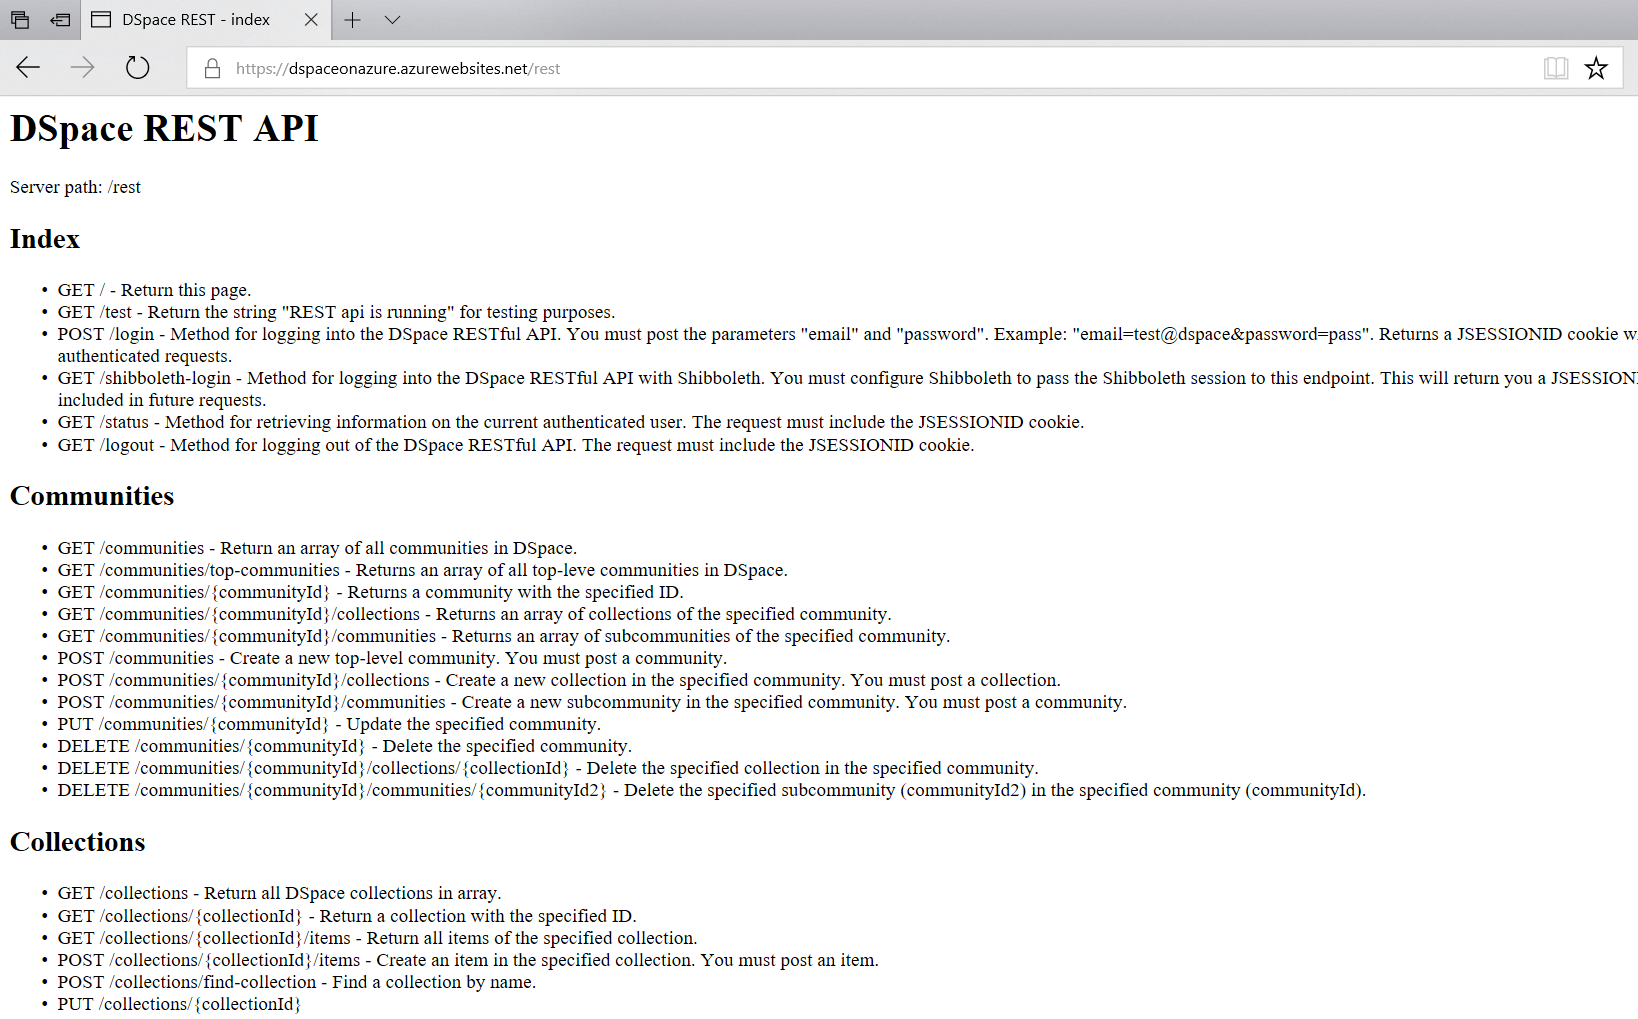 DSpace REST - index
https://dspaceonazure.azurewebsites.net/rest
DSpace REST API
Server path: /rest
Index
• GET / - Return this page.
• GET /test - Return the string "REST api is running" for testing purposes.
• POST /login - Method for logging into the DSpace RESTful API. You must post the parameters "email" and "password". Example: "email=test@dspace&password=pass". Returns a JSESSIONID cookie w
authenticated requests.
• GET /shibboleth-login - Method for logging into the DSpace RESTful API with Shibboleth. You must configure Shibboleth to pass the Shibboleth session to this endpoint. This will return you a JSESSION
included in future requests.
• GET /status - Method for retrieving information on the current authenticated user. The request must include the JSESSIONID cookie.
• GET /logout - Method for logging out of the DSpace RESTful API. The request must include the JSESSIONID cookie.
Communities
• GET /communities - Return an array of all communities in DSpace.
• GET /communities/top-communities - Returns an array of all top-leve communities in DSpace.
• GET /communities/{communityId} - Returns a community with the specified ID.
• GET /communities/{communityId}/collections - Returns an array of collections of the specified community.
• GET /communities/{communityId}/communities - Returns an array of subcommunities of the specified community.
• POST /communities - Create a new top-level community. You must post a community.
• POST /communities/{communityId}/collections - Create a new collection in the specified community. You must post a collection.
• POST /communities/{communityId}/communities - Create a new subcommunity in the specified community. You must post a community.
• PUT /communities/{communityId} - Update the specified community.
• DELETE /communities/{communityId} - Delete the specified community.
• DELETE /communities/{communityId}/collections/{collectionId} - Delete the specified collection in the specified community.
• DELETE /communities/{communityId}/communities/{communityId2} - Delete the specified subcommunity (communityId2) in the specified community (communityId).
Collections
• GET /collections - Return all DSpace collections in array.
• GET /collections/{collectionId} - Return a collection with the specified ID.
• GET /collections/{collectionId}/items - Return all items of the specified collection.
• POST /collections/{collectionId}/items - Create an item in the specified collection. You must post an item.
• POST /collections/find-collection - Find a collection by name.
• PUT /collections/{collectionId}